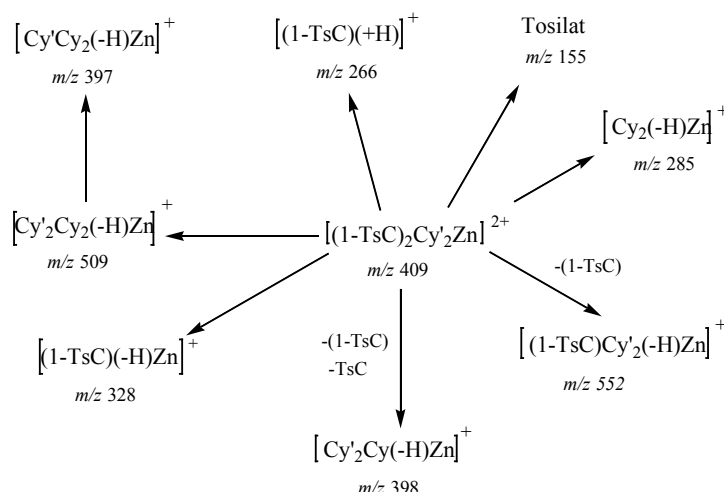 [Cy'Cy₂(-H)Zn]⁺
m/z 397
[(1-TsC)(+H)]⁺
m/z 266
Tosilat
m/z 155
[Cy₂(-H)Zn]⁺
m/z 285
[Cy'₂Cy₂(-H)Zn]⁺
m/z 509
[(1-TsC)₂Cy'₂Zn]²⁺
m/z 409
-(1-TsC)
[(1-TsC)Cy'₂(-H)Zn]⁺
m/z 552
[(1-TsC)(-H)Zn]⁺
m/z 328
-(1-TsC)
-TsC
[Cy'₂Cy(-H)Zn]⁺
m/z 398